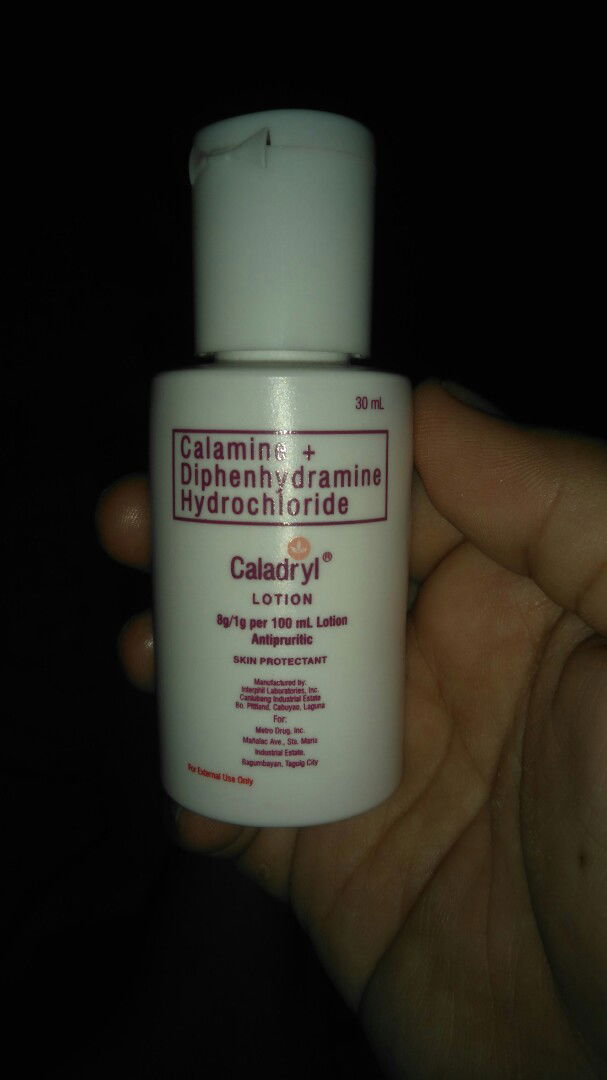 30 mL
Calamine +
Diphenhydramine
Hydrochloride
Caladryl®
LOTION
8g/1g per 100 mL Lotion
Antipruritic
SKIN PROTECTANT
Manufactured by:
Interphil Laboratories, Inc.
Canlubang Industrial Estate
Bo. Pittland, Cabuyao, Laguna
For:
Metro Drug, Inc.
Mañalac Ave., Sta. Maria
Industrial Estate,
Bagumbayan, Taguig City
For External Use Only